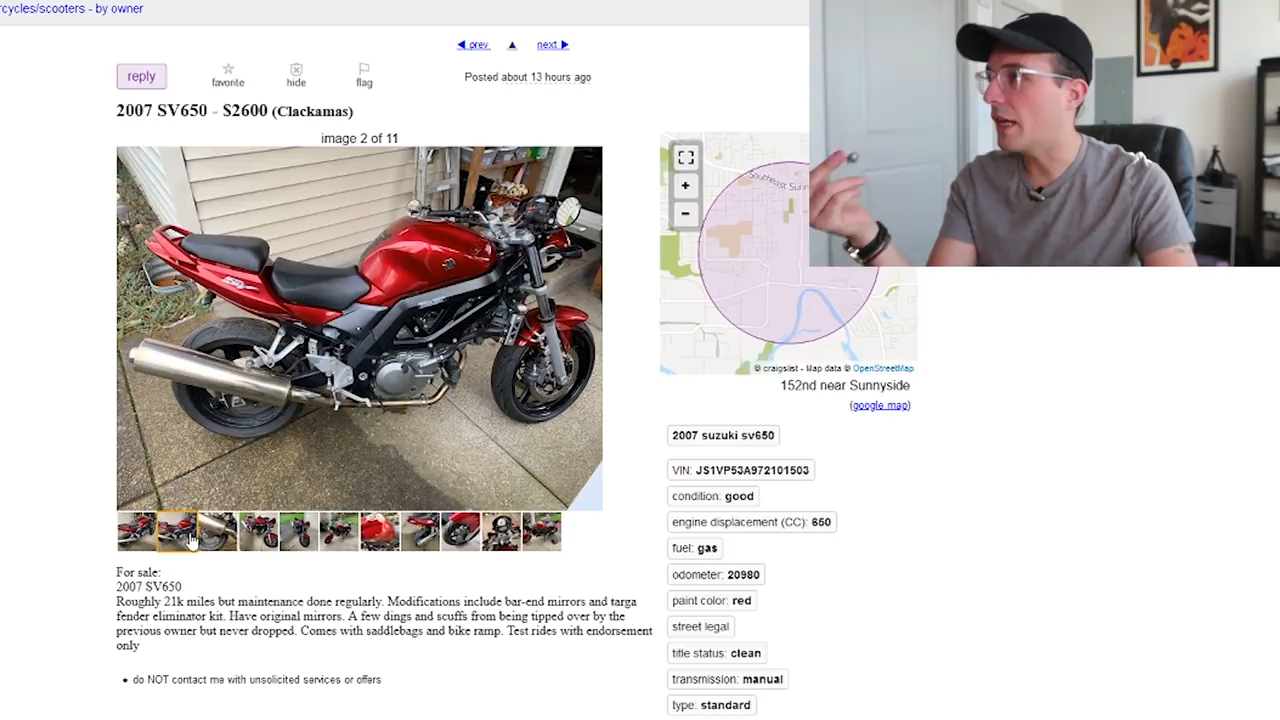 rcycles/scooters - by owner
◀ prev ▲ next ▶
reply
favorite
hide
flag
Posted about 13 hours ago
2007 SV650 - $2600 (Clackamas)
image 2 of 11
+
-
© craigslist - Map data © OpenStreetMap
152nd near Sunnyside
(google map)
2007 suzuki sv650
VIN: JS1VP53A972101503
condition: good
engine displacement (CC): 650
fuel: gas
odometer: 20980
paint color: red
street legal
title status: clean
transmission: manual
type: standard
For sale:
2007 SV650
Roughly 21k miles but maintenance done regularly. Modifications include bar-end mirrors and targa
fender eliminator kit. Have original mirrors. A few dings and scuffs from being tipped over by the
previous owner but never dropped. Comes with saddlebags and bike ramp. Test rides with endorsement
only
• do NOT contact me with unsolicited services or offers